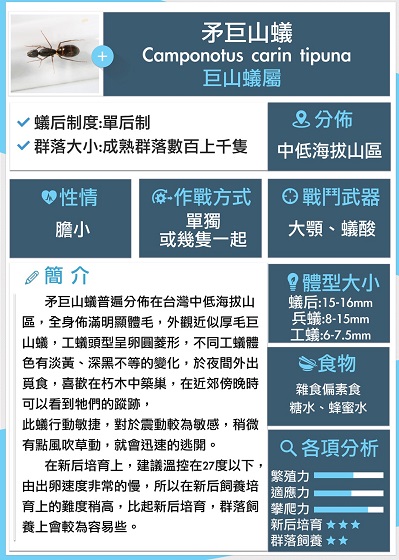 矛巨山蟻
Camponotus carin tipuna
巨山蟻屬
蟻后制度:單后制
群落大小:成熟群落數百上千隻
分佈
中低海拔山區
性情
膽小
作戰方式
單獨
或幾隻一起
戰鬥武器
大顎、蟻酸
簡 介
矛巨山蟻普遍分佈在台灣中低海拔山
區，全身佈滿明顯體毛，外觀近似厚毛巨
山蟻，工蟻頭型呈卵圓菱形，不同工蟻體
色有淡黃、深黑不等的變化，於夜間外出
覓食，喜歡在朽木中築巢，在近郊傍晚時
可以看到牠們的蹤跡，
此蟻行動敏捷，對於震動較為敏感，稍微
有點風吹草動，就會迅速的逃開。
在新后培育上，建議溫控在27度以下，
由出卵速度非常的慢，所以在新后飼養培
育上的難度稍高，比起新后培育，群落飼
養上會較為容易些。
體型大小
蟻后:15-16mm
兵蟻:8-15mm
工蟻:6-7.5mm
食物
雜食偏素食
糖水、蜂蜜水
各項分析
繁殖力
適應力
攀爬力
新后培育 ★★★
群落飼養 ★★